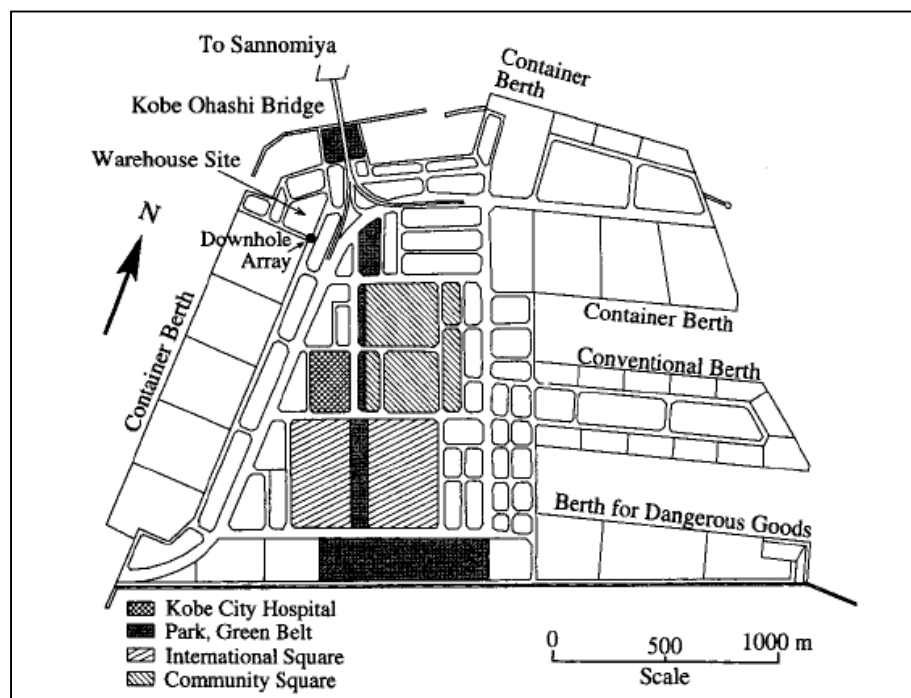 To Sannomiya
Container
Berth
Kobe Ohashi Bridge
Warehouse Site
N
Downhole
Array
Container Berth
Container Berth
Conventional Berth
Berth for Dangerous Goods
Kobe City Hospital
Park, Green Belt
International Square
Community Square
0 500 1000 m
Scale